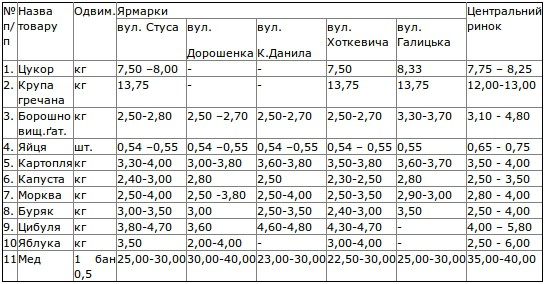 № п/п Назва товару Одвим. Ярмарки Центральний ринок
вул. Стуса вул. Дорошенка вул. К.Данила вул. Хоткевича вул. Галицька
1. Цукор кг 7,50 –8,00 - - 7,50 8,33 7,75 – 8,25
2. Крупа гречана кг 13,75 - - 13,75 13,75 12,00-13,00
3. Борошно вищ.ґат. кг 2,50-2,80 2,50 –2,70 2,50-2,70 2,50-2,70 3,30-3,70 3,10 - 4,80
4. Яйця шт. 0,54 –0,55 0,54 –0,55 0,54 –0,55 0,54 – 0,55 0,55 0,65 - 0,75
5. Картопля кг 3,30-4,00 3,00-3,80 3,60-3,80 3,50-3,80 3,60-3,70 3,50 - 4,00
6. Капуста кг 2,40-3,00 2,80 2,50 2,30-2,50 2,80 2,50 - 3,50
7. Морква кг 2,50-4,00 2,50 -3,80 2,50-4,00 2,50-3,50 2,90-3,00 2,80 - 4,00
8. Буряк кг 3,00-3,50 3,00 2,50-3,50 2,40-3,00 3,50 2,50 - 4,00
9. Цибуля кг 3,80-4,70 3,60 4,60-4,80 4,30-4,70 - 4,00 – 5,80
10 Яблука кг 3,50 2,00-4,00 - 3,00-4,00 - 2,50 - 6,00
11 Мед 1 бан 0,5 25,00-30,00 30,00-40,00 23,00-30,00 22,50-30,00 25,00-30,00 35,00-40,00